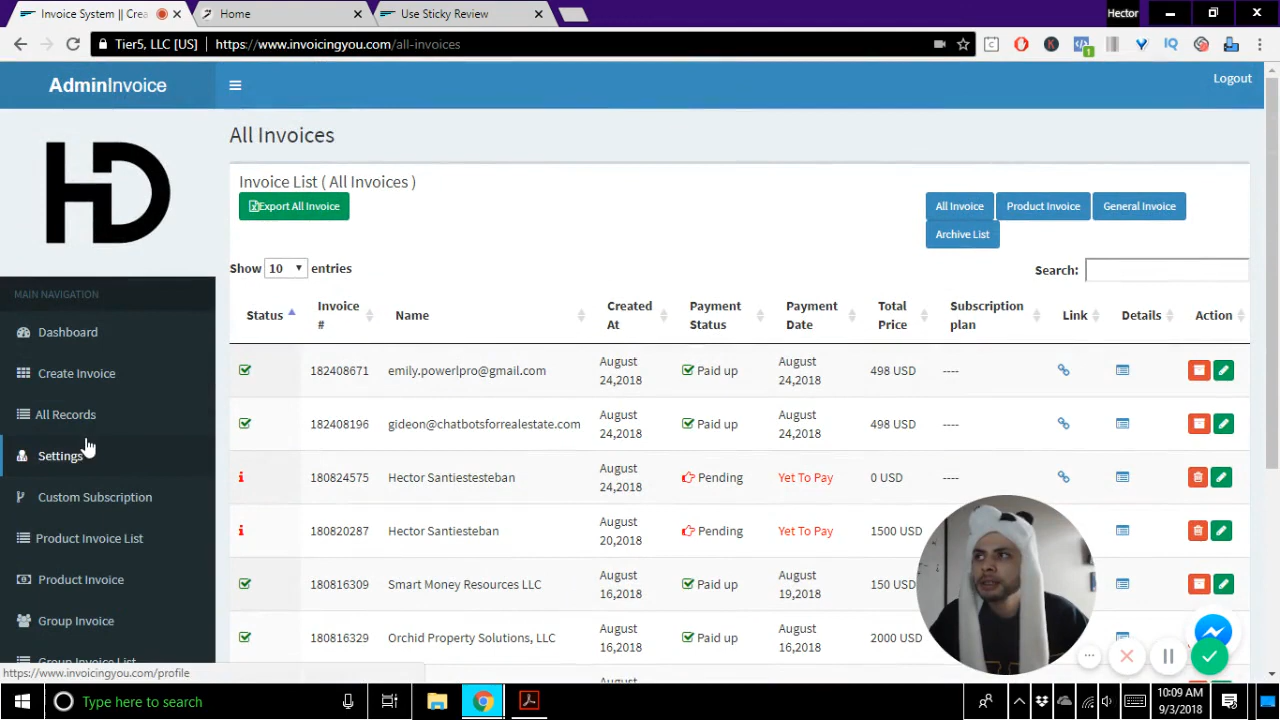 Invoice System || Crea
Home
Use Sticky Review
Hector
Tier5, LLC [US]
https://www.invoicingyou.com/all-invoices
AdminInvoice
Logout
HD
All Invoices
Invoice List ( All Invoices )
Export All Invoice
All Invoice
Product Invoice
General Invoice
Archive List
Show 10 entries
Search:
MAIN NAVIGATION
Dashboard
Create Invoice
All Records
Settings
Custom Subscription
Product Invoice List
Product Invoice
Group Invoice
Group Invoice List
Status Invoice # Name Created At Payment Status Payment Date Total Price Subscription plan Link Details Action
182408671 emily.powerlpro@gmail.com August 24,2018 Paid up August 24,2018 498 USD ----
182408196 gideon@chatbotsforrealestate.com August 24,2018 Paid up August 24,2018 498 USD ----
180824575 Hector Santiestesteban August 24,2018 Pending Yet To Pay 0 USD ----
180820287 Hector Santiesteban August 20,2018 Pending Yet To Pay 1500 USD
180816309 Smart Money Resources LLC August 16,2018 Paid up August 19,2018 150 USD
180816329 Orchid Property Solutions, LLC August 16,2018 Paid up August 16,2018 2000 USD
https://www.invoicingyou.com/profile
Type here to search
10:09 AM
9/3/2018